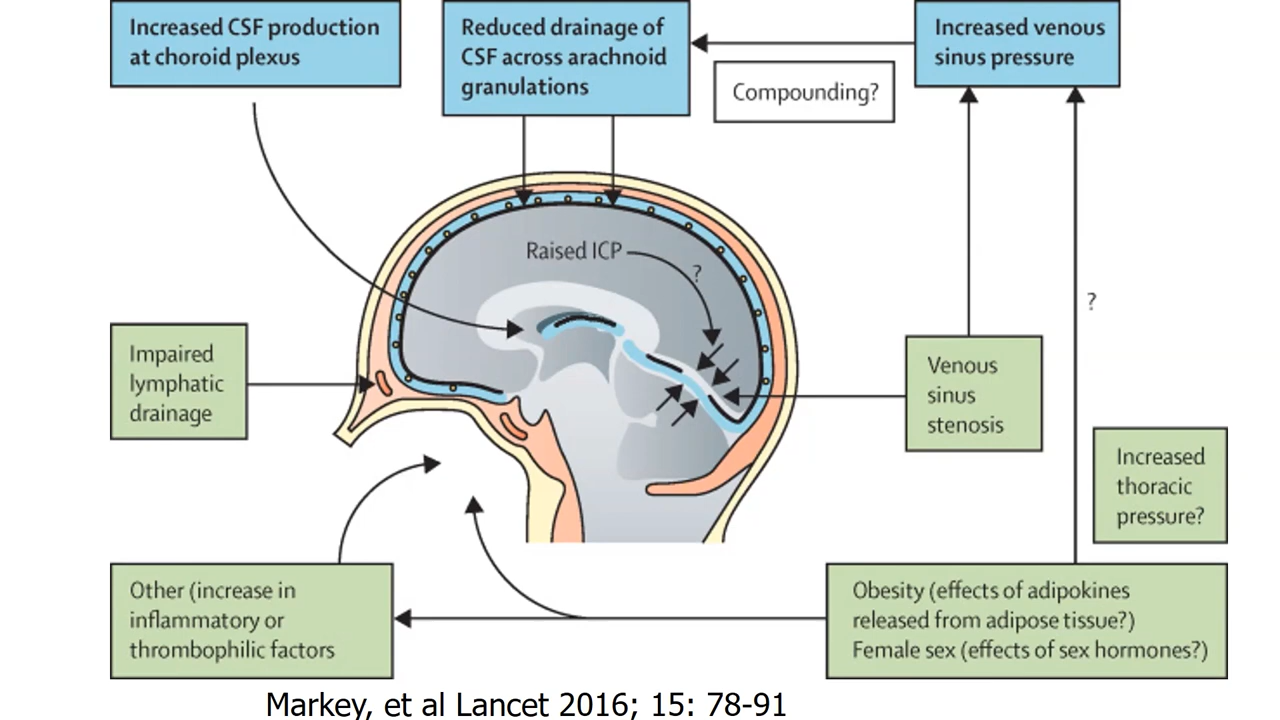 Increased CSF production
at choroid plexus
Reduced drainage of
CSF across arachnoid
granulations
Increased venous
sinus pressure
Compounding?
Raised ICP
?
?
Impaired
lymphatic
drainage
Venous
sinus
stenosis
Increased
thoracic
pressure?
Other (increase in
inflammatory or
thrombophilic factors
Obesity (effects of adipokines
released from adipose tissue?)
Female sex (effects of sex hormones?)
Markey, et al Lancet 2016; 15: 78-91